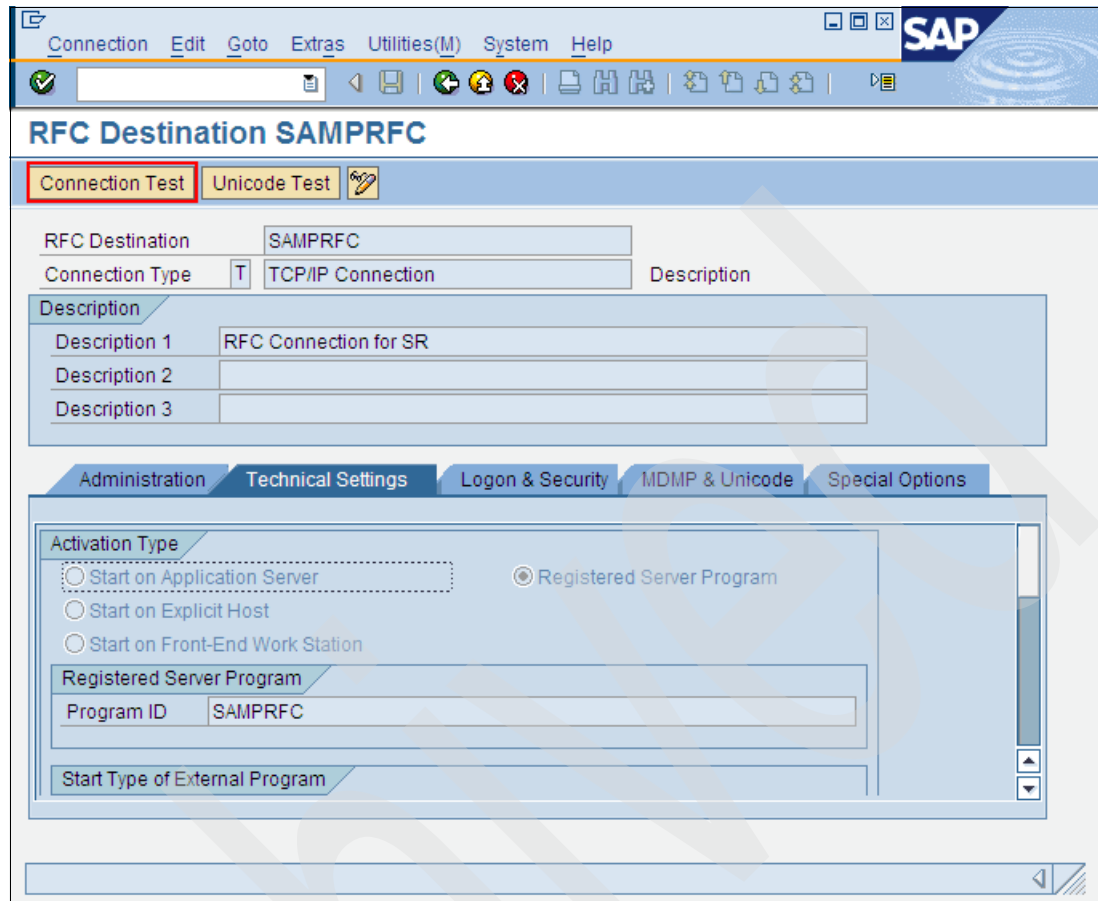 Connection Edit Goto Extras Utilities(M) System Help
SAP
RFC Destination SAMPRFC
Connection Test Unicode Test
RFC Destination SAMPRFC
Connection Type T TCP/IP Connection Description
Description
Description 1 RFC Connection for SR
Description 2
Description 3
Administration Technical Settings Logon & Security MDMP & Unicode Special Options
Activation Type
Start on Application Server Registered Server Program
Start on Explicit Host
Start on Front-End Work Station
Registered Server Program
Program ID SAMPRFC
Start Type of External Program